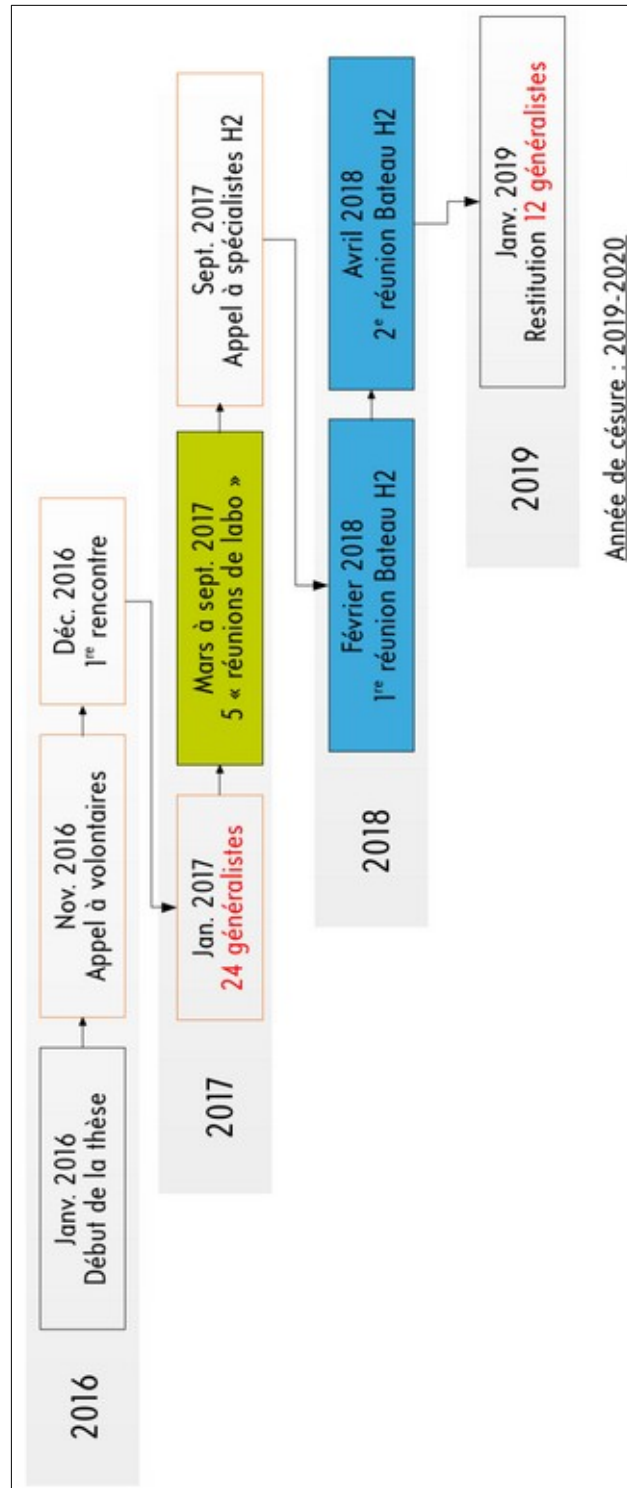 2016
Janv. 2016
Début de la thèse
Nov. 2016
Appel à volontaires
Déc. 2016
1re rencontre
2017
Jan. 2017
24 généralistes
Mars à sept. 2017
5 « réunions de labo »
Sept. 2017
Appel à spécialistes H2
2018
Février 2018
1re réunion Bateau H2
Avril 2018
2e réunion Bateau H2
2019
Janv. 2019
Restitution 12 généralistes
Année de césure : 2019-2020